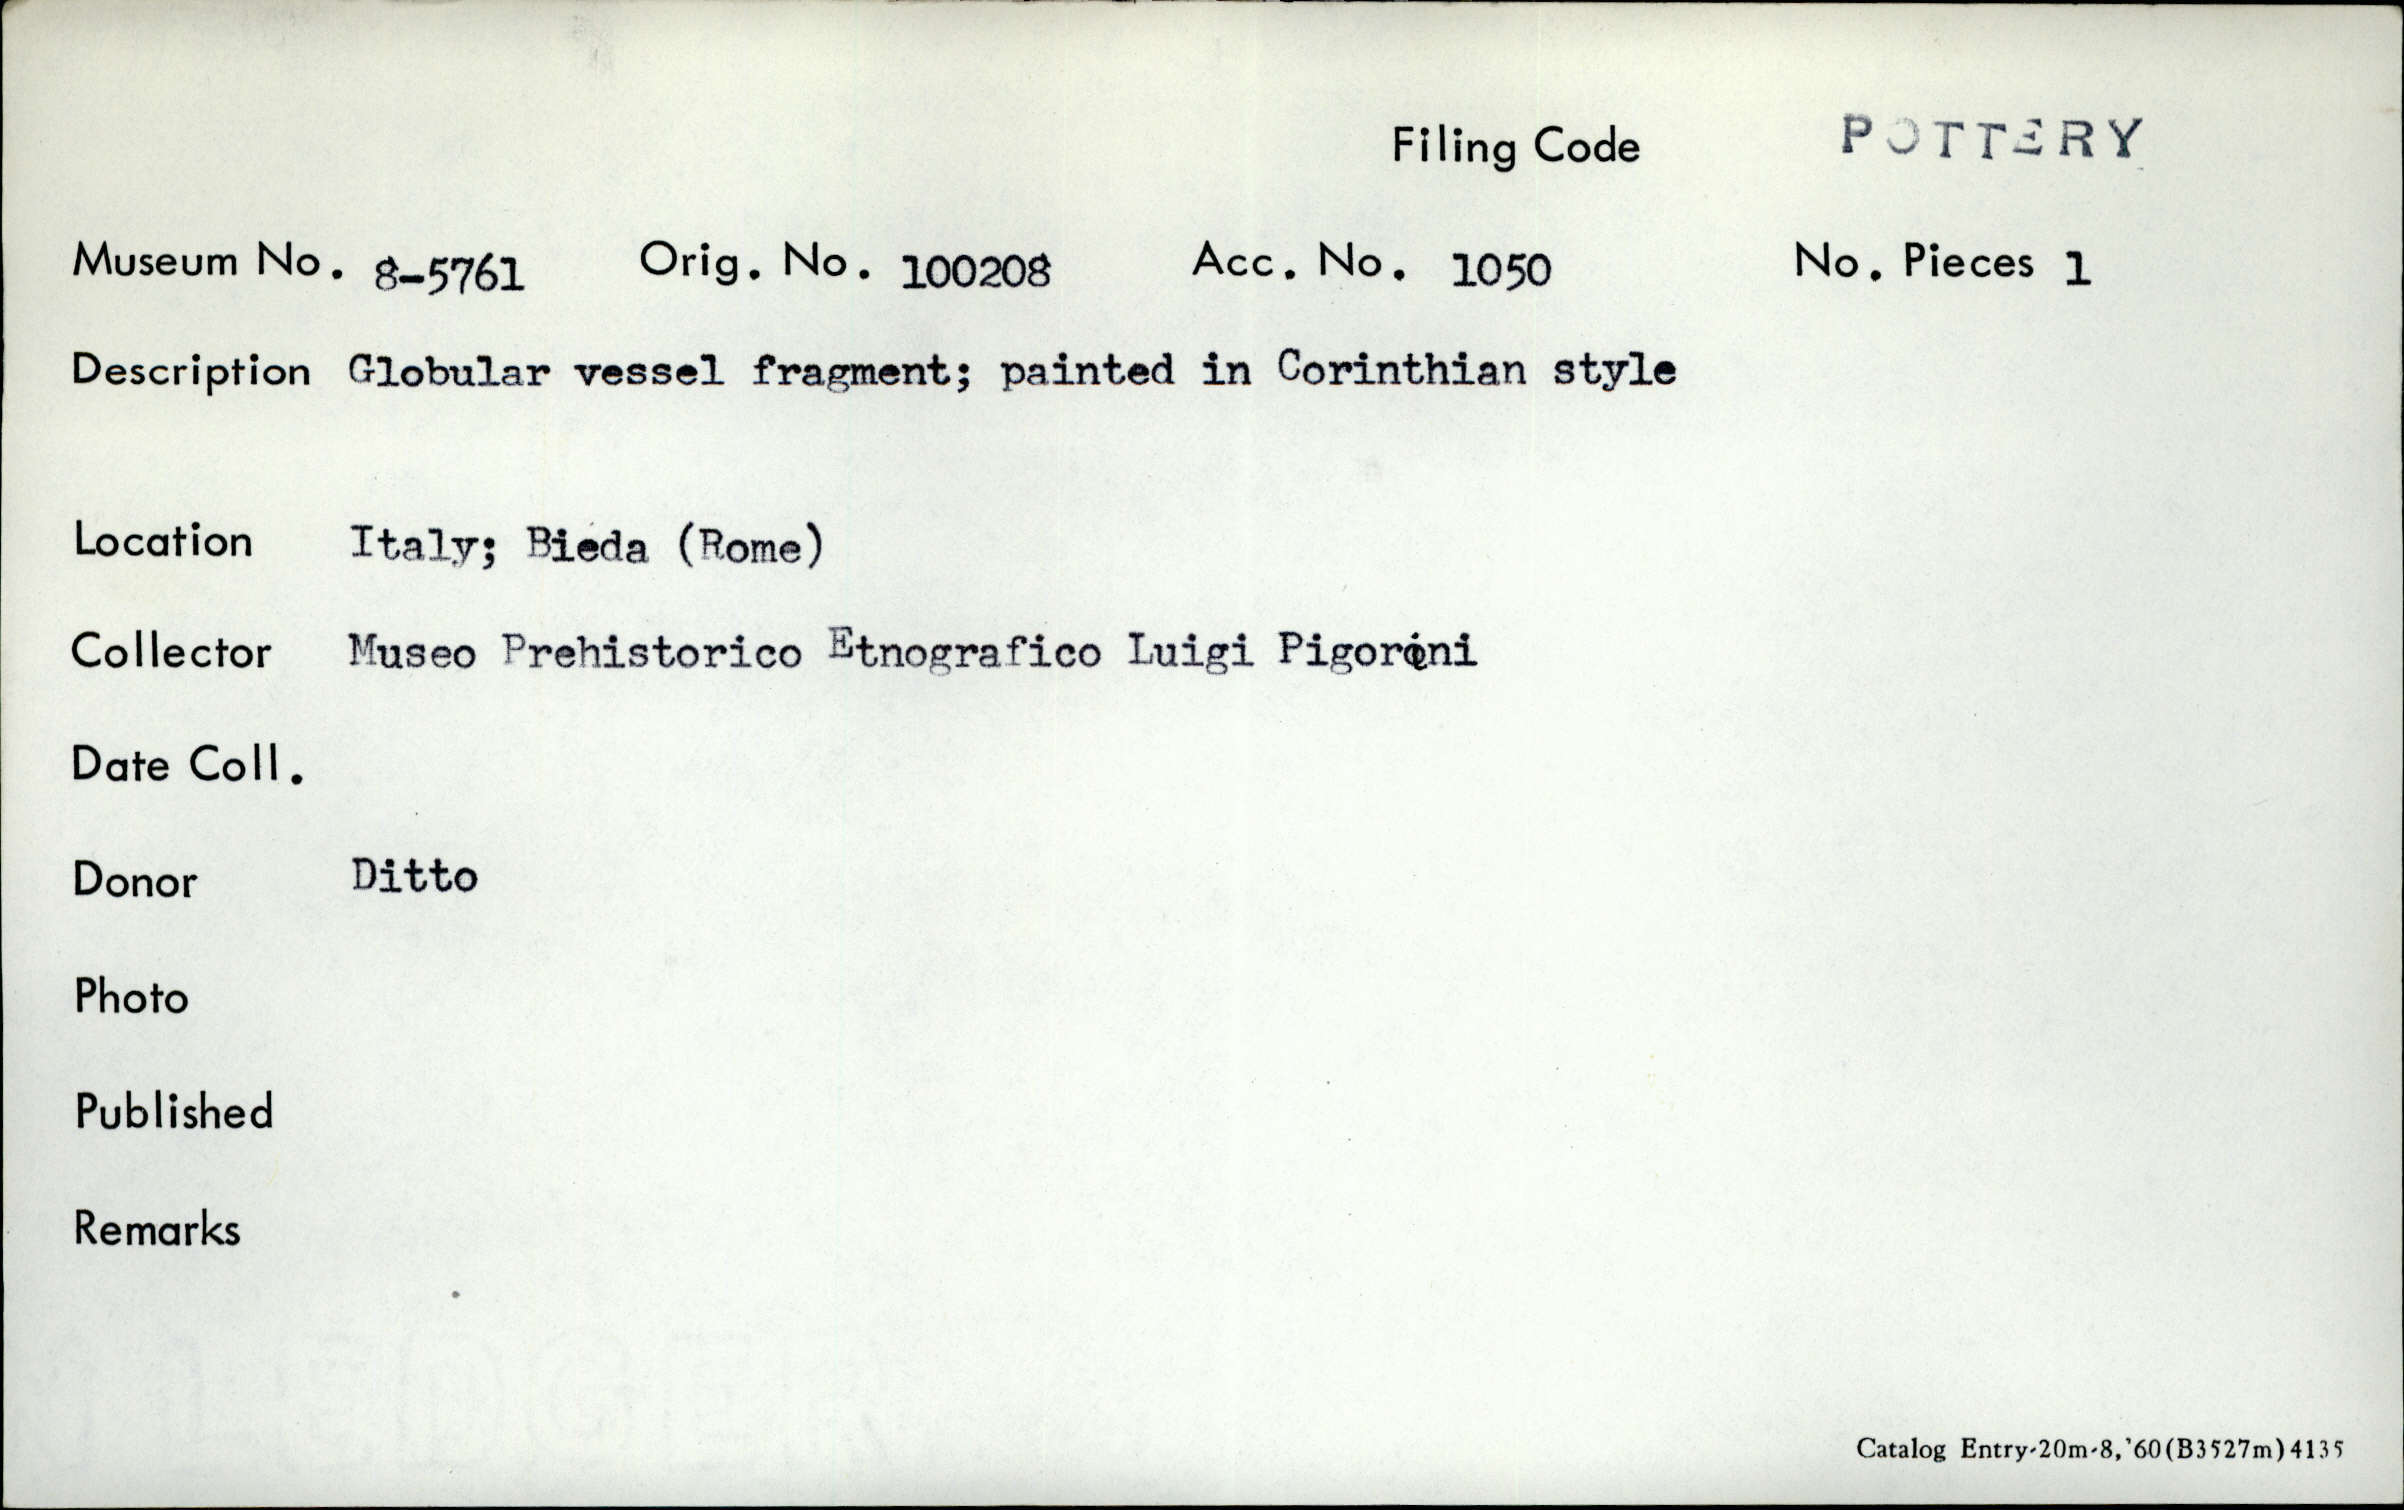 Filing Code POTTERY
Museum No. 8-5761 Orig. No. 100208 Acc. No. 1050 No. Pieces 1
Description Globular vessel fragment; painted in Corinthian style
Location Italy; Bieda (Rome)
Collector Museo Prehistorico Etnografico Luigi Pigorini
Date Coll.
Donor Ditto
Photo
Published
Remarks
Catalog Entry-20m-8,'60(B3527m)4135